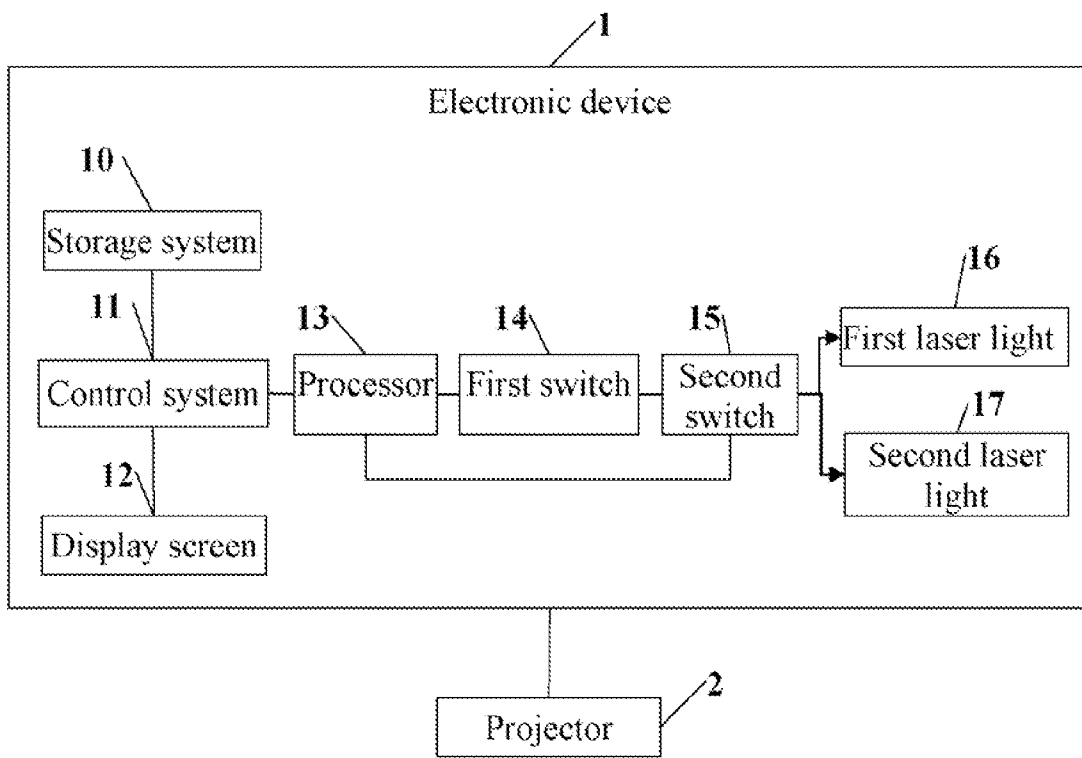 1
Electronic device
10
Storage system
11
Control system
12
Display screen
13
Processor
14
First switch
15
Second
switch
16
First laser light
17
Second laser
light
2
Projector